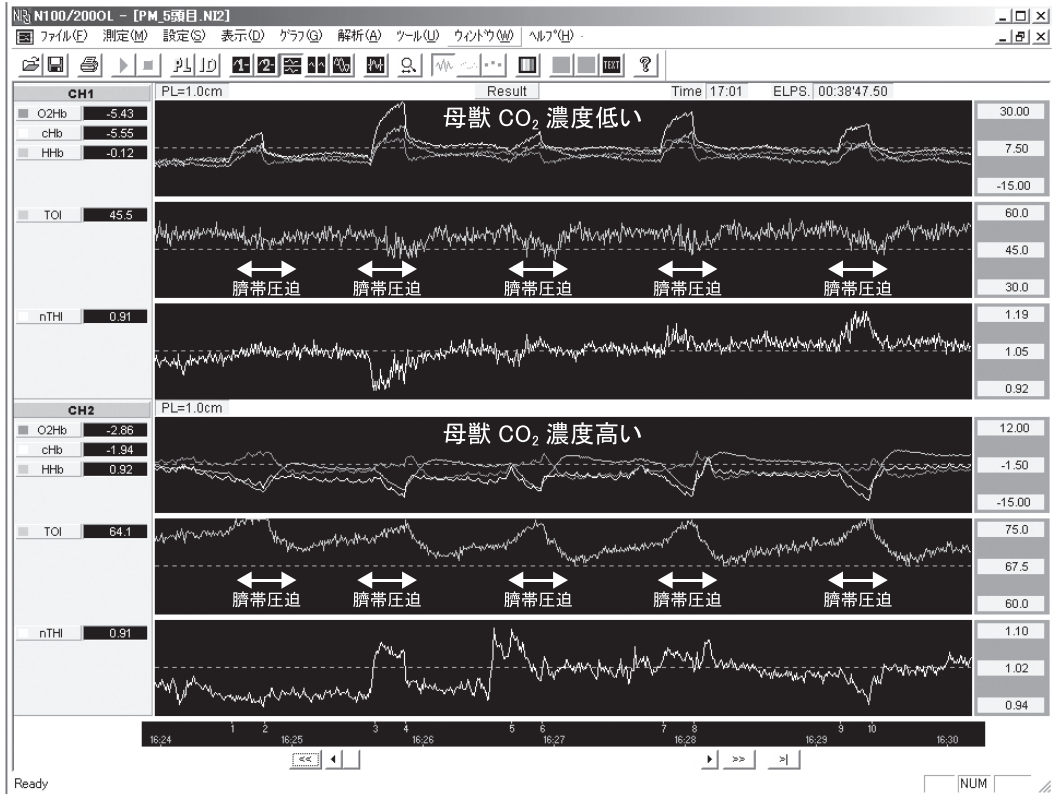 N100/200OL - [PM_5頭目.NI2]
ファイル(F) 測定(M) 設定(S) 表示(D) グラフ(G) 解析(A) ツール(U) ウィンドウ(W) ヘルプ(H)
TEXT
CH1 PL=1.0cm Result Time 17:01 ELPS. 00:38'47.50
O2Hb -5.43
cHb -5.55
HHb -0.12
母獣 CO₂ 濃度低い
30.00
7.50
-15.00
TOI 45.5
60.0
45.0
30.0
臍帯圧迫 臍帯圧迫 臍帯圧迫 臍帯圧迫 臍帯圧迫
nTHI 0.91
1.19
1.05
0.92
CH2 PL=1.0cm
O2Hb -2.86
cHb -1.94
HHb 0.92
母獣 CO₂ 濃度高い
12.00
-1.50
-15.00
TOI 64.1
75.0
67.5
60.0
臍帯圧迫 臍帯圧迫 臍帯圧迫 臍帯圧迫 臍帯圧迫
nTHI 0.91
1.10
1.02
0.94
1 2 3 4 5 6 7 8 9 10
16:24 16:25 16:26 16:27 16:28 16:29 16:30
<< >> >|
Ready NUM